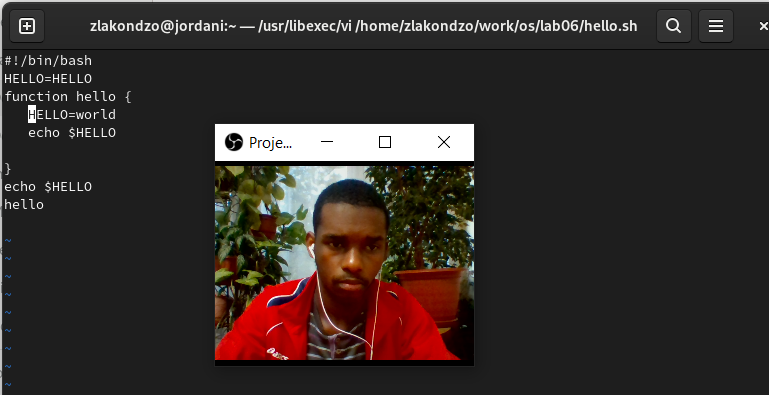 zlakondzo@jordani:~ — /usr/libexec/vi /home/zlakondzo/work/os/lab06/hello.sh
#!/bin/bash
HELLO=HELLO
function hello {
   HELLO=world
   echo $HELLO
}
echo $HELLO
hello
~
~
~
~
~
~
~
~
~
Proje...